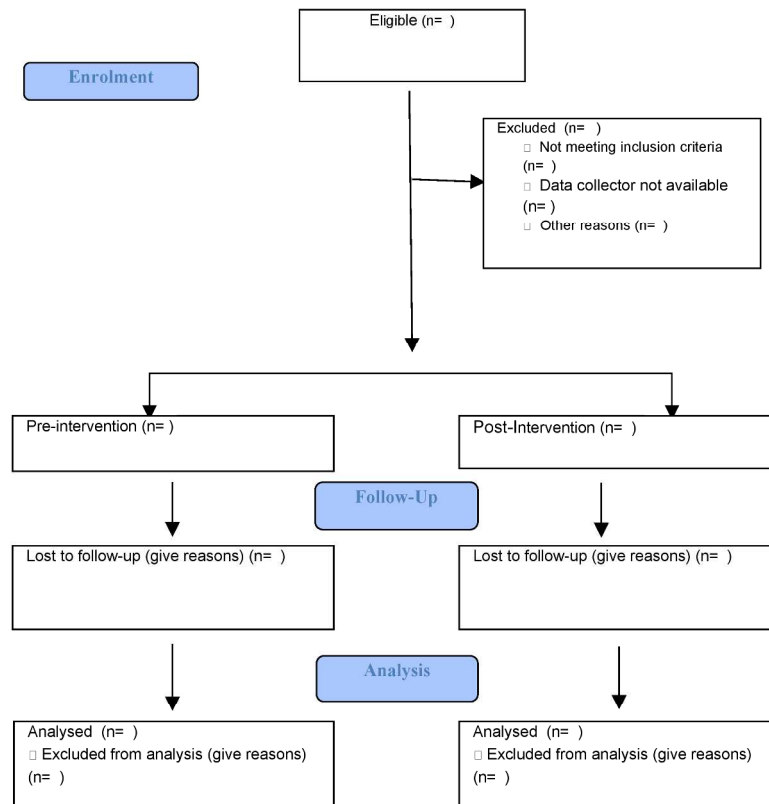 Eligible (n=  )
Enrolment
Excluded  (n=   )
□  Not meeting inclusion criteria
(n=  )
□  Data collector not available
(n= )
□  Other reasons (n=  )
Pre-intervention (n= )
Post-Intervention (n=  )
Follow-Up
Lost to follow-up (give reasons) (n=  )
Lost to follow-up (give reasons) (n=  )
Analysis
Analysed  (n=  )
□ Excluded from analysis (give reasons)
(n=  )
Analysed  (n=  )
□ Excluded from analysis (give reasons)
(n=  )